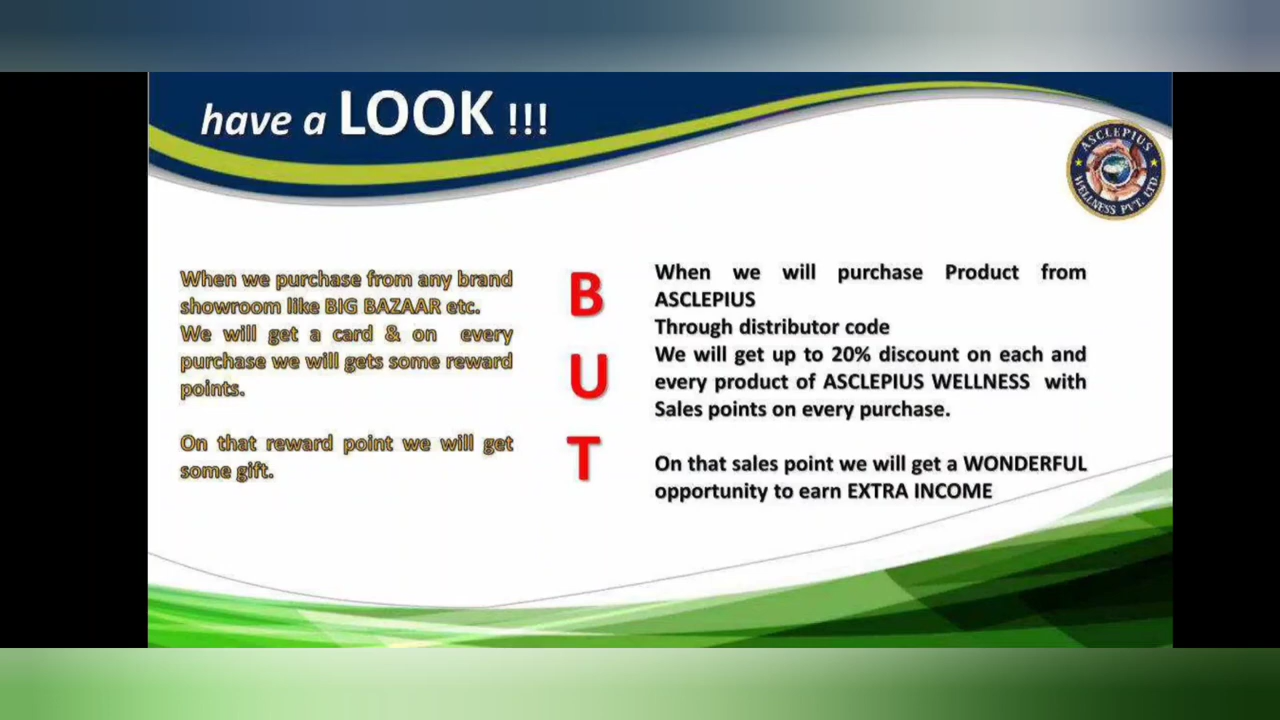 have a LOOK !!!
ASCLEPIUS
WELLNESS PVT. LTD.
When we purchase from any brand
showroom like BIG BAZAAR etc.
We will get a card & on every
purchase we will gets some reward
points.
On that reward point we will get
some gift.
B
U
T
When we will purchase Product from
ASCLEPIUS
Through distributor code
We will get up to 20% discount on each and
every product of ASCLEPIUS WELLNESS with
Sales points on every purchase.
On that sales point we will get a WONDERFUL
opportunity to earn EXTRA INCOME